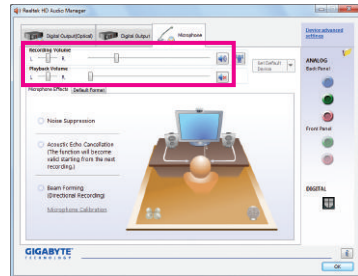 Realtek HD Audio Manager
Digital Output(Optical)
Digital Output
Microphone
Device advanced
settings
Recording Volume
L
R
Set Default
Device
Playback Volume
L
R
Microphone Effects
Default Format
ANALOG
Back Panel
Noise Suppression
Acoustic Echo Cancellation
(The function will become
valid starting from the next
recording.)
Front Panel
Beam Forming
(Directional Recording)
Microphone Calibration
DIGITAL
GIGABYTE
TECHNOLOGY
OK